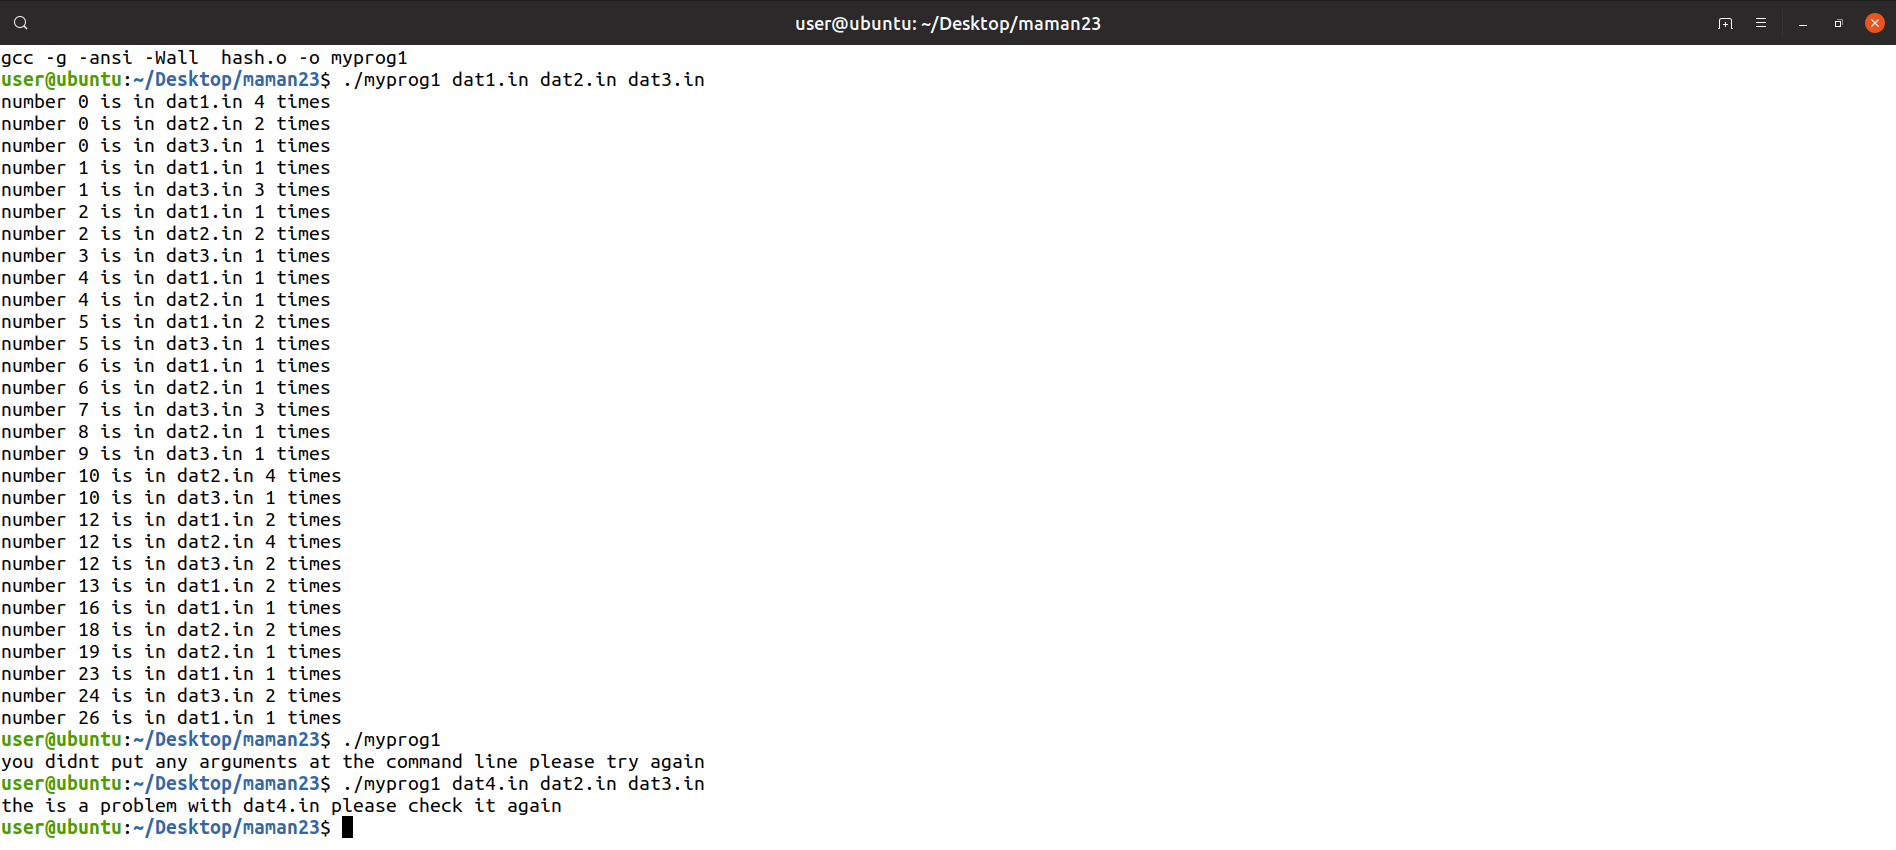 user@ubuntu: ~/Desktop/maman23
gcc -g -ansi -Wall  hash.o -o myprog1
user@ubuntu:~/Desktop/maman23$ ./myprog1 dat1.in dat2.in dat3.in
number 0 is in dat1.in 4 times
number 0 is in dat2.in 2 times
number 0 is in dat3.in 1 times
number 1 is in dat1.in 1 times
number 1 is in dat3.in 3 times
number 2 is in dat1.in 1 times
number 2 is in dat2.in 2 times
number 3 is in dat3.in 1 times
number 4 is in dat1.in 1 times
number 4 is in dat2.in 1 times
number 5 is in dat1.in 2 times
number 5 is in dat3.in 1 times
number 6 is in dat1.in 1 times
number 6 is in dat2.in 1 times
number 7 is in dat3.in 3 times
number 8 is in dat2.in 1 times
number 9 is in dat3.in 1 times
number 10 is in dat2.in 4 times
number 10 is in dat3.in 1 times
number 12 is in dat1.in 2 times
number 12 is in dat2.in 4 times
number 12 is in dat3.in 2 times
number 13 is in dat1.in 2 times
number 16 is in dat1.in 1 times
number 18 is in dat2.in 2 times
number 19 is in dat2.in 1 times
number 23 is in dat1.in 1 times
number 24 is in dat3.in 2 times
number 26 is in dat1.in 1 times
user@ubuntu:~/Desktop/maman23$ ./myprog1
you didnt put any arguments at the command line please try again
user@ubuntu:~/Desktop/maman23$ ./myprog1 dat4.in dat2.in dat3.in
the is a problem with dat4.in please check it again
user@ubuntu:~/Desktop/maman23$